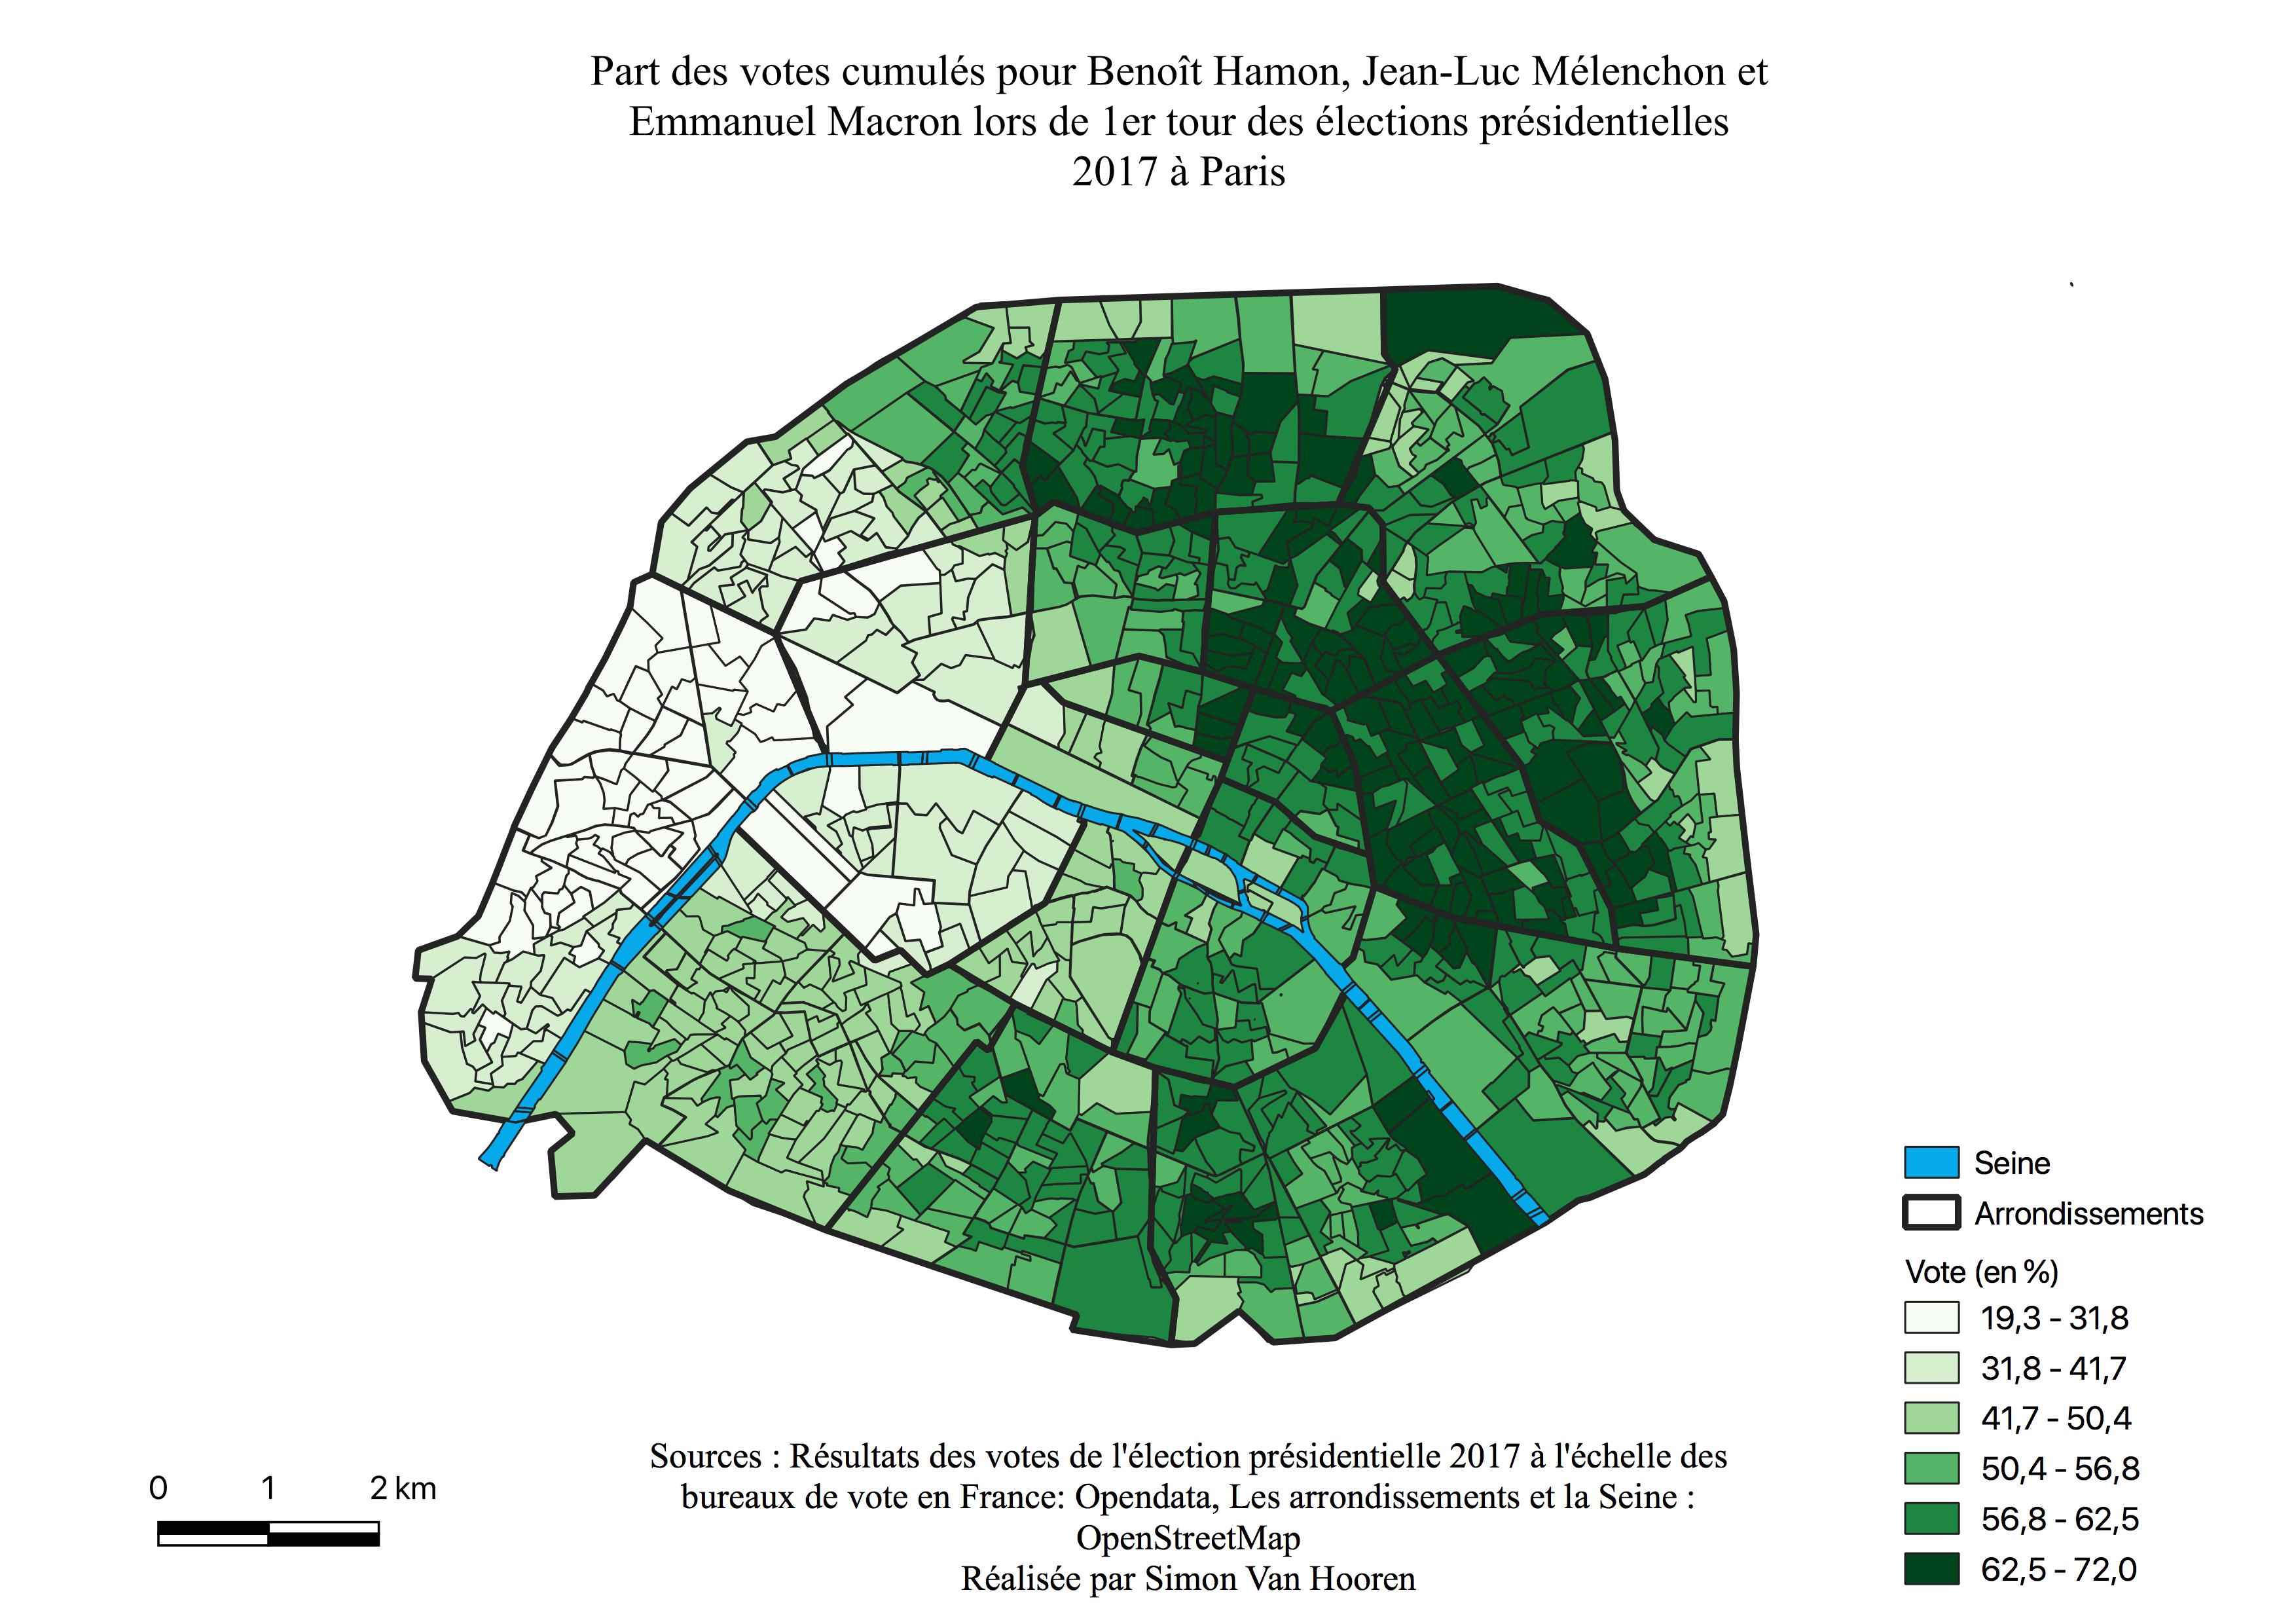 Part des votes cumulés pour Benoît Hamon, Jean-Luc Mélenchon et
Emmanuel Macron lors de 1er tour des élections présidentielles
2017 à Paris
Seine
Arrondissements
Vote (en %)
19,3 - 31,8
31,8 - 41,7
41,7 - 50,4
50,4 - 56,8
56,8 - 62,5
62,5 - 72,0
0 1 2 km
Sources : Résultats des votes de l'élection présidentielle 2017 à l'échelle des
bureaux de vote en France: Opendata, Les arrondissements et la Seine :
OpenStreetMap
Réalisée par Simon Van Hooren